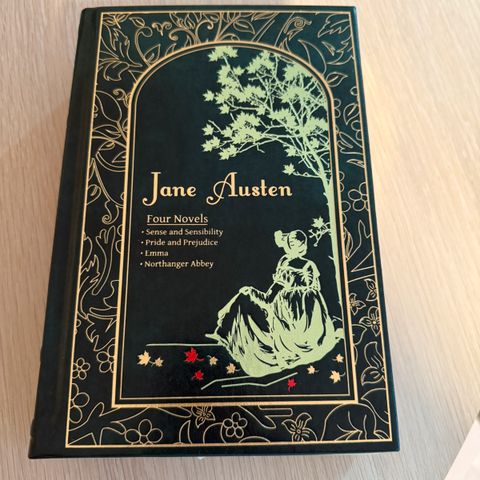 Jane Austen
Four Novels
• Sense and Sensibility
• Pride and Prejudice
• Emma
• Northanger Abbey